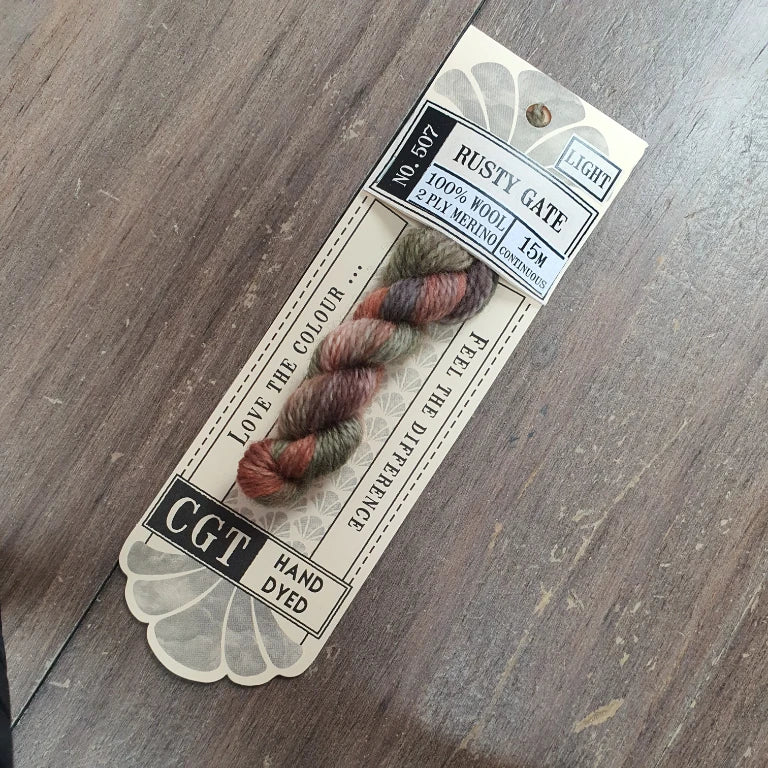 LIGHT
NO. 507
RUSTY GATE
100% WOOL
2 PLY MERINO
15M
CONTINUOUS
LOVE THE COLOUR ...
FEEL THE DIFFERENCE
CGT
HAND
DYED